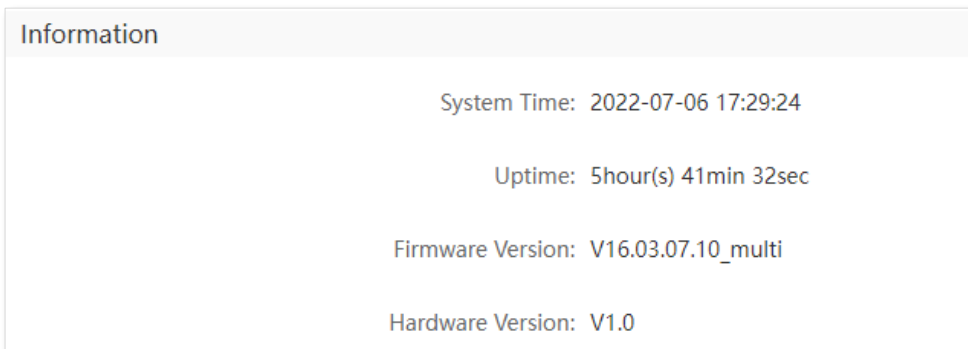 Information
System Time: 2022-07-06 17:29:24
Uptime: 5hour(s) 41min 32sec
Firmware Version: V16.03.07.10_multi
Hardware Version: V1.0